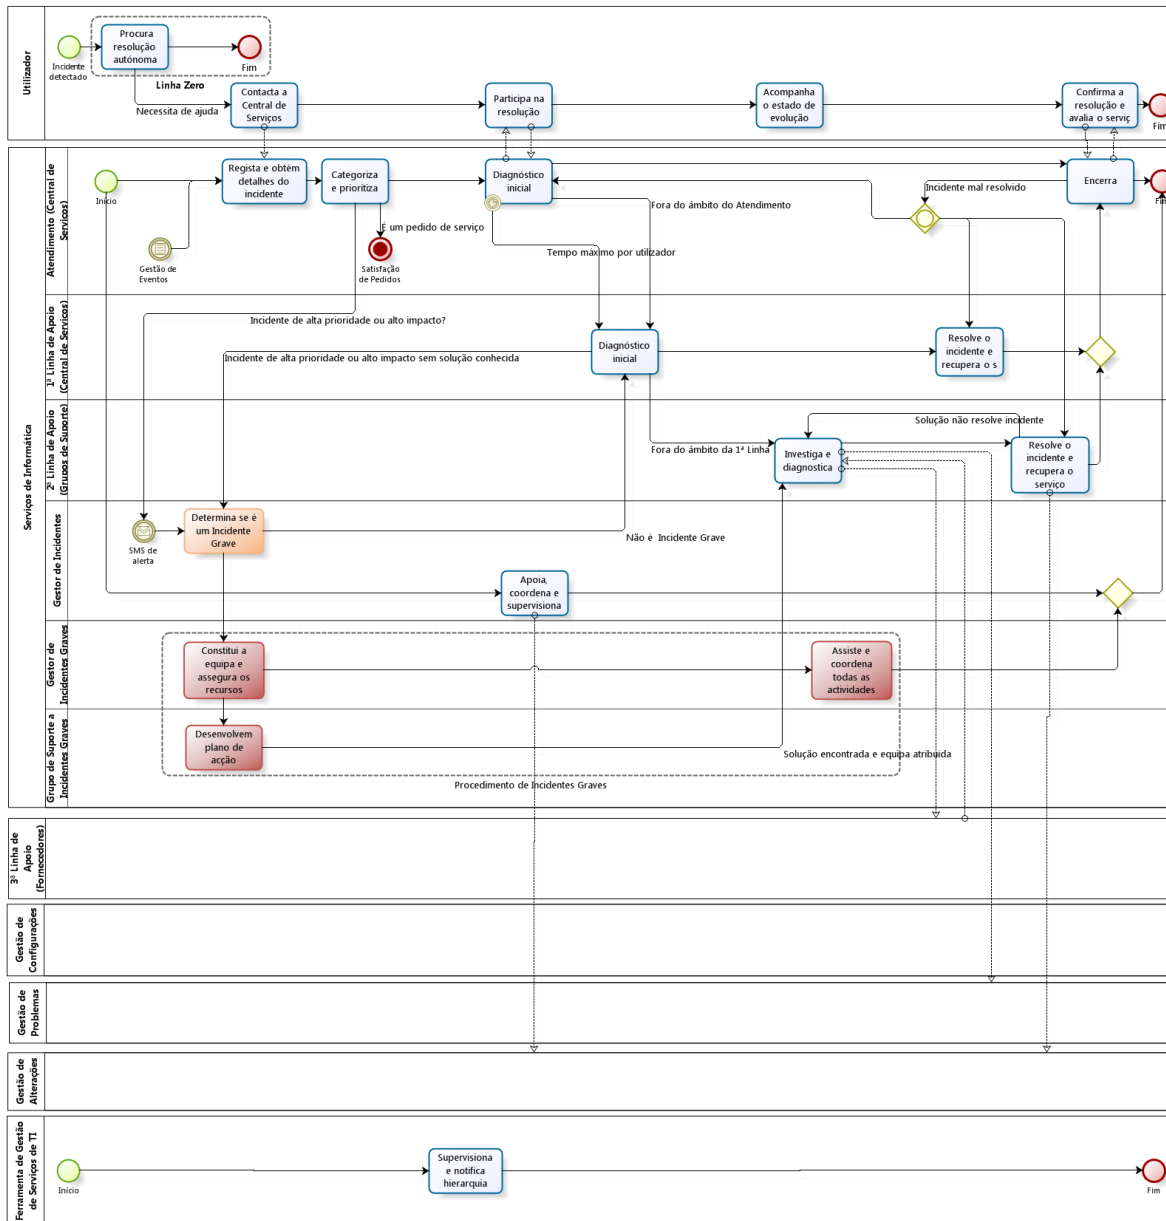 Utilizador
Incidente
detectado
Procura
resolução
autónoma
Fim
Linha Zero
Necessita de ajuda
Contacta a
Central de
Serviços
Participa na
resolução
Acompanha
o estado de
evolução
Confirma a
resolução e
avalia o serviç
Fim
Serviços de Informática
Atendimento (Central de
Serviços)
Início
Gestão de
Eventos
Regista e obtém
detalhes do
incidente
Categoriza
e prioritiza
É um pedido de serviço
Satisfação
de Pedidos
Diagnóstico
inicial
Fora do âmbito do Atendimento
Tempo máximo por utilizador
Incidente mal resolvido
Encerra
Fim
1ª Linha de Apoio
(Central de Servicos)
Incidente de alta prioridade ou alto impacto?
Incidente de alta prioridade ou alto impacto sem solução conhecida
Diagnóstico
inicial
Resolve o
incidente e
recupera o s
2ª Linha de Apoio
(Grupos de Suporte)
Fora do âmbito da 1ª Linha
Investiga e
diagnostica
Solução não resolve incidente
Resolve o
incidente e
recupera o
serviço
Gestor de Incidentes
SMS de
alerta
Determina se é
um Incidente
Grave
Não é Incidente Grave
Apoia,
coordena e
supervisiona
Gestor de
Incidentes Graves
Constitui a
equipa e
assegura os
recursos
Assiste e
coordena
todas as
actividades
Grupo de Suporte a
Incidentes Graves
Desenvolvem
plano de
acção
Solução encontrada e equipa atribuida
Procedimento de Incidentes Graves
3ª Linha de
Apoio
(Fornecedores)
Gestão de
Configurações
Gestão de
Problemas
Gestão de
Alterações
Ferramenta de Gestão
de Serviços de TI
Início
Supervisiona
e notifica
hierarquia
Fim